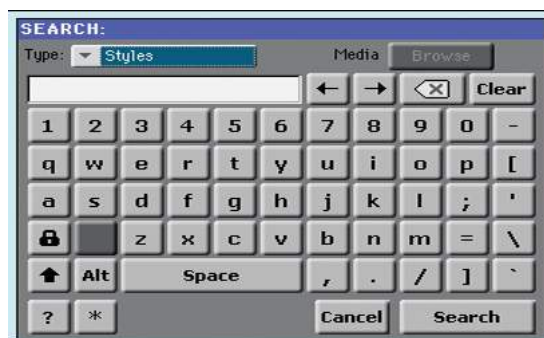 SEARCH:
Type: Styles Media Browse
← → ⌫ Clear
1 2 3 4 5 6 7 8 9 0 -
q w e r t y u i o p [
a s d f g h j k l ; '
z x c v b n m = \
Alt Space , . / ] `
? * Cancel Search